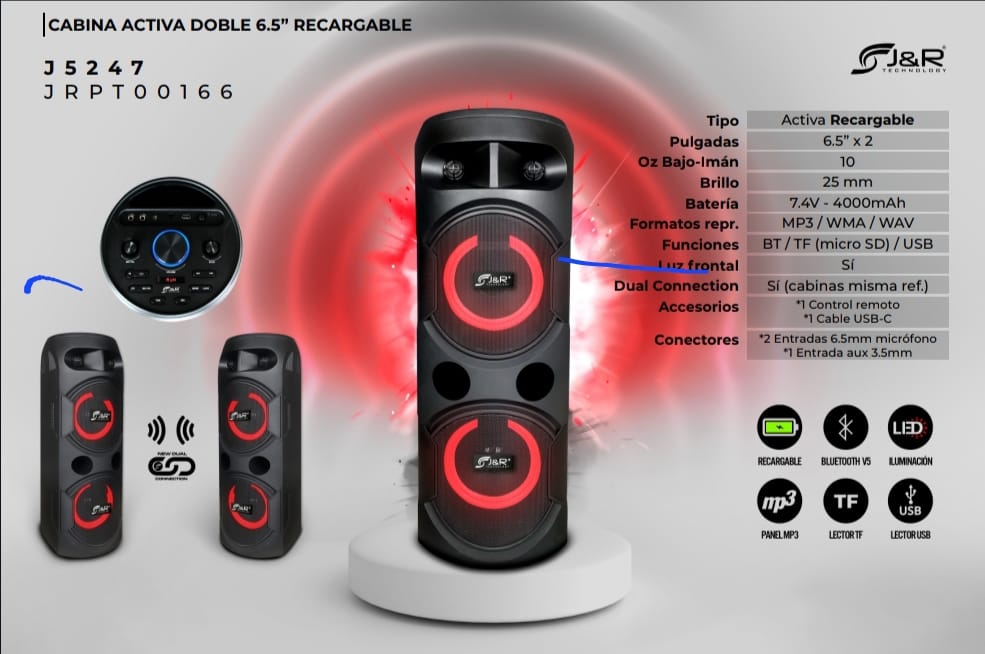 CABINA ACTIVA DOBLE 6.5” RECARGABLE
J5247
JRPT00166
J&R
TECHNOLOGY
Tipo Activa Recargable
Pulgadas 6.5” x 2
Oz Bajo-Imán 10
Brillo 25 mm
Batería 7.4V - 4000mAh
Formatos repr. MP3 / WMA / WAV
Funciones BT / TF (micro SD) / USB
Luz frontal Sí
Dual Connection Sí (cabinas misma ref.)
Accesorios *1 Control remoto
*1 Cable USB-C
Conectores *2 Entradas 6.5mm micrófono
*1 Entrada aux 3.5mm
J&R
J&R
J&R
J&R
J&R
J&R
J&R
NEW DUAL
CONNECTION
LED
RECARGABLE BLUETOOTH V5 ILUMINACIÓN
mp3 TF USB
PANEL MP3 LECTOR TF LECTOR USB